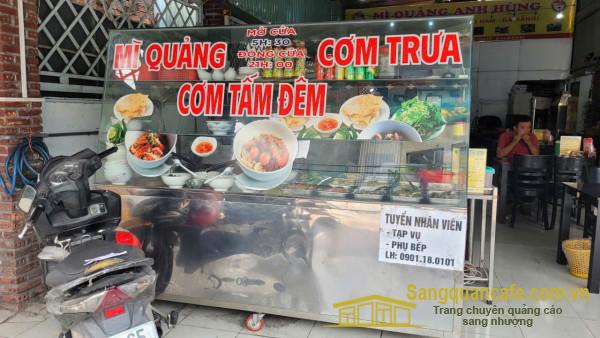 MÌ QUẢNG ANH HÙNG
MÌ QUẢNG
MỞ CỬA
5H: 30
ĐÓNG CỬA
21H: 00
CƠM TRƯA
CƠM TẤM ĐÊM
TUYỂN NHÂN VIÊN
- TẠP VỤ
- PHỤ BẾP
LH: 0901.18.0101
Sangquancafe.com.vn
Trang chuyên quảng cáo
sang nhượng